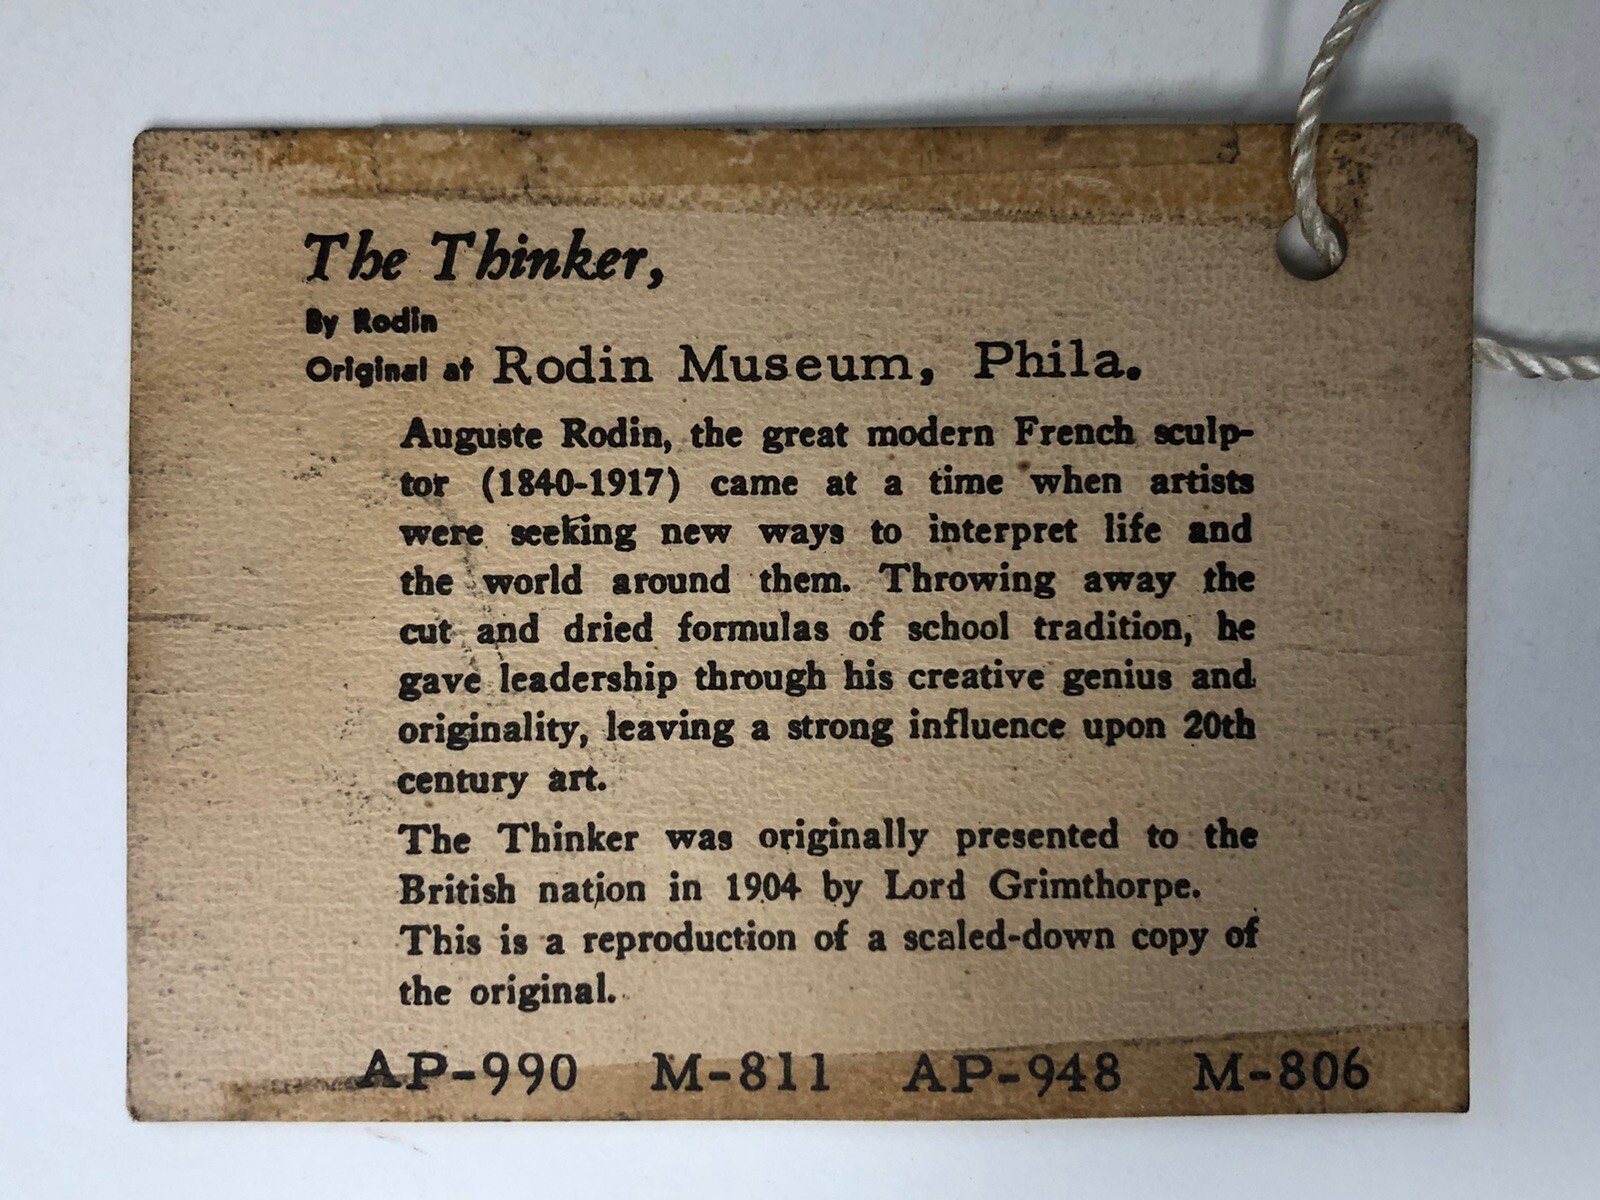 The Thinker,
By Rodin
Original at Rodin Museum, Phila.
Auguste Rodin, the great modern French sculp-
tor (1840-1917) came at a time when artists
were seeking new ways to interpret life and
the world around them. Throwing away the
cut and dried formulas of school tradition, he
gave leadership through his creative genius and
originality, leaving a strong influence upon 20th
century art.
The Thinker was originally presented to the
British nation in 1904 by Lord Grimthorpe.
This is a reproduction of a scaled-down copy of
the original.
AP-990 M-811 AP-948 M-806